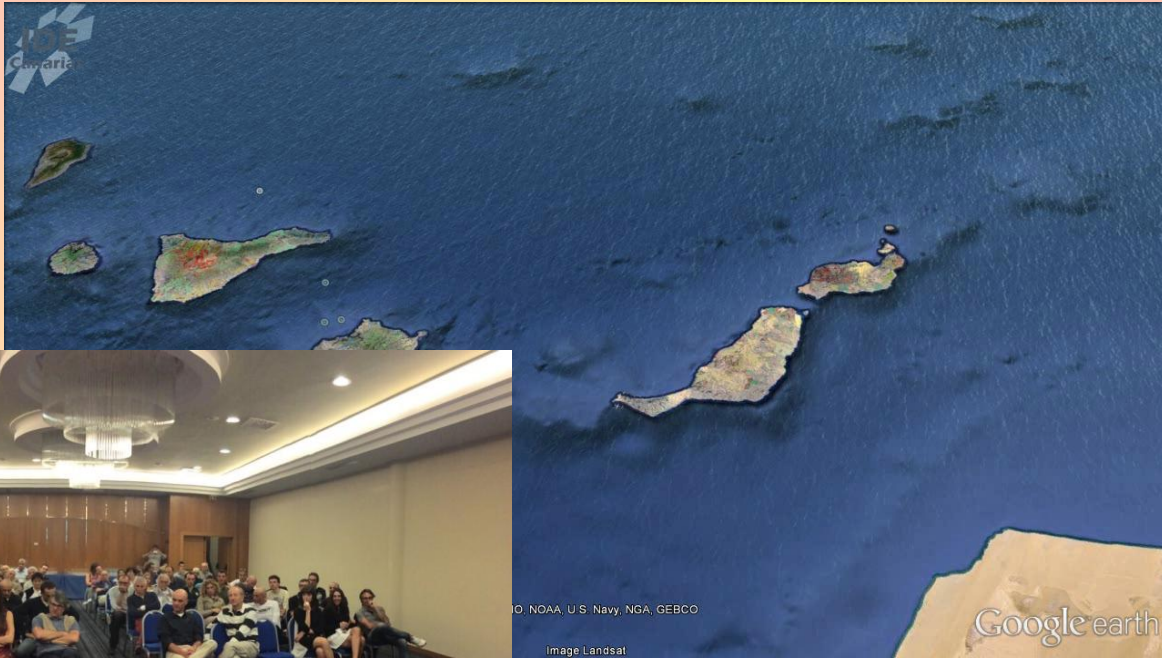 IDE
Canarias
IO, NOAA, U.S. Navy, NGA, GEBCO
Image Landsat
Google earth